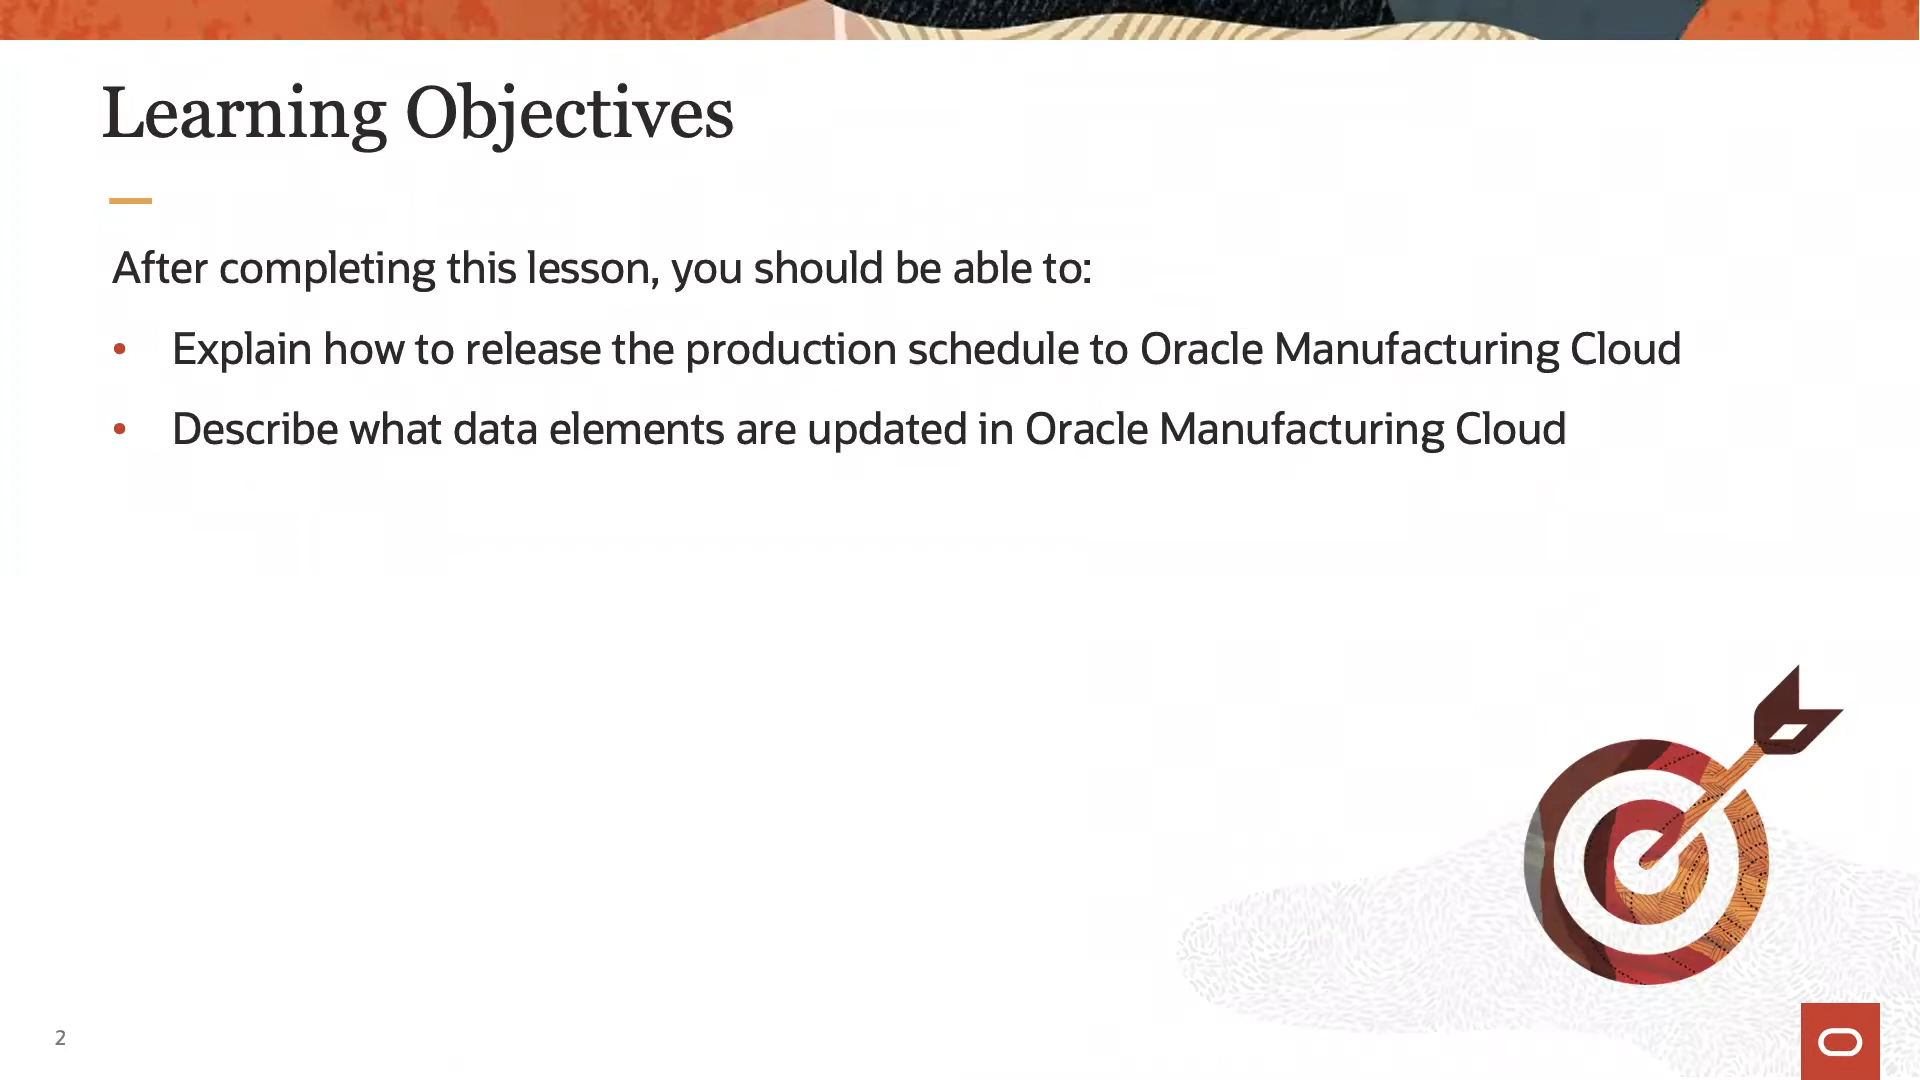 Learning Objectives
After completing this lesson, you should be able to:
• Explain how to release the production schedule to Oracle Manufacturing Cloud
• Describe what data elements are updated in Oracle Manufacturing Cloud
2